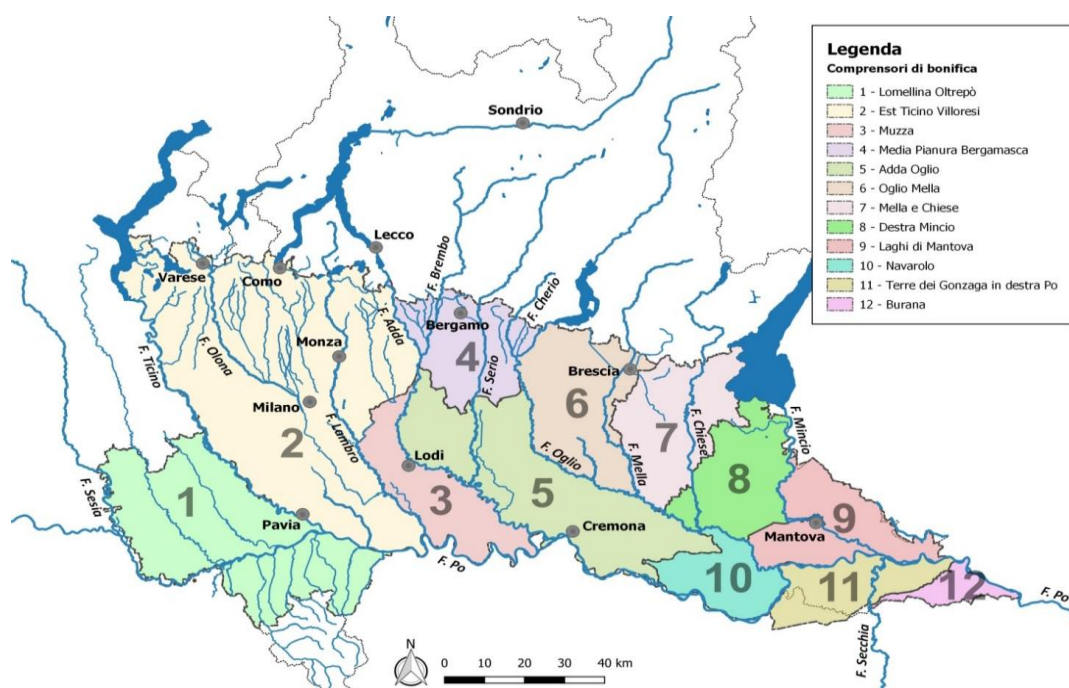 Legenda
Comprensori di bonifica
1 - Lomellina Oltrepò
2 - Est Ticino Villoresi
3 - Muzza
4 - Media Pianura Bergamasca
5 - Adda Oglio
6 - Oglio Mella
7 - Mella e Chiese
8 - Destra Mincio
9 - Laghi di Mantova
10 - Navarolo
11 - Terre dei Gonzaga in destra Po
12 - Burana
Sondrio
Lecco
Varese
Como
F. Brembo
F. Cherio
Bergamo
F. Adda
Monza
4
F. Serio
F. Ticino
F. Olona
Brescia
6
Milano
7
F. Chiese
F. Mincio
2
F. Lambro
Lodi
F. Oglio
F. Mella
8
F. Sesia
1
3
5
Pavia
Cremona
Mantova
9
F. Po
10
11
12
F. Po
F. Secchia
N
0 10 20 30 40 km